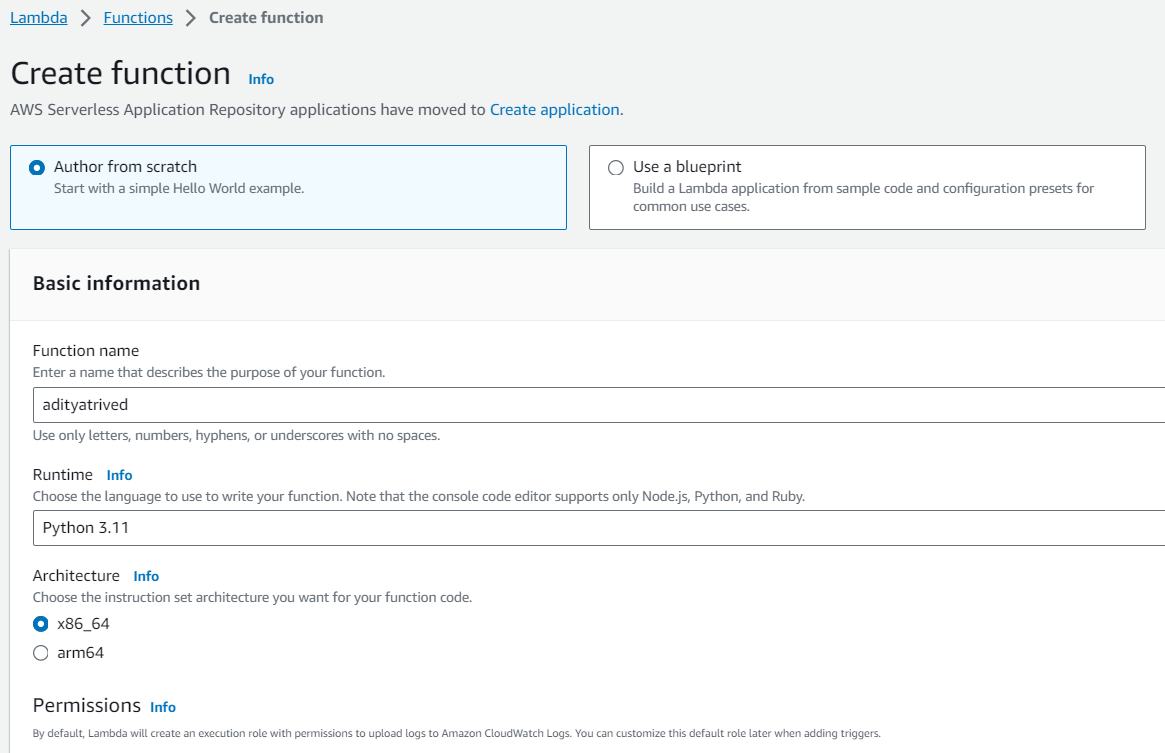 Lambda > Functions > Create function
Create function Info
AWS Serverless Application Repository applications have moved to Create application.
Author from scratch
Start with a simple Hello World example.
Use a blueprint
Build a Lambda application from sample code and configuration presets for
common use cases.
Basic information
Function name
Enter a name that describes the purpose of your function.
adityatrived
Use only letters, numbers, hyphens, or underscores with no spaces.
Runtime Info
Choose the language to use to write your function. Note that the console code editor supports only Node.js, Python, and Ruby.
Python 3.11
Architecture Info
Choose the instruction set architecture you want for your function code.
x86_64
arm64
Permissions Info
By default, Lambda will create an execution role with permissions to upload logs to Amazon CloudWatch Logs. You can customize this default role later when adding triggers.